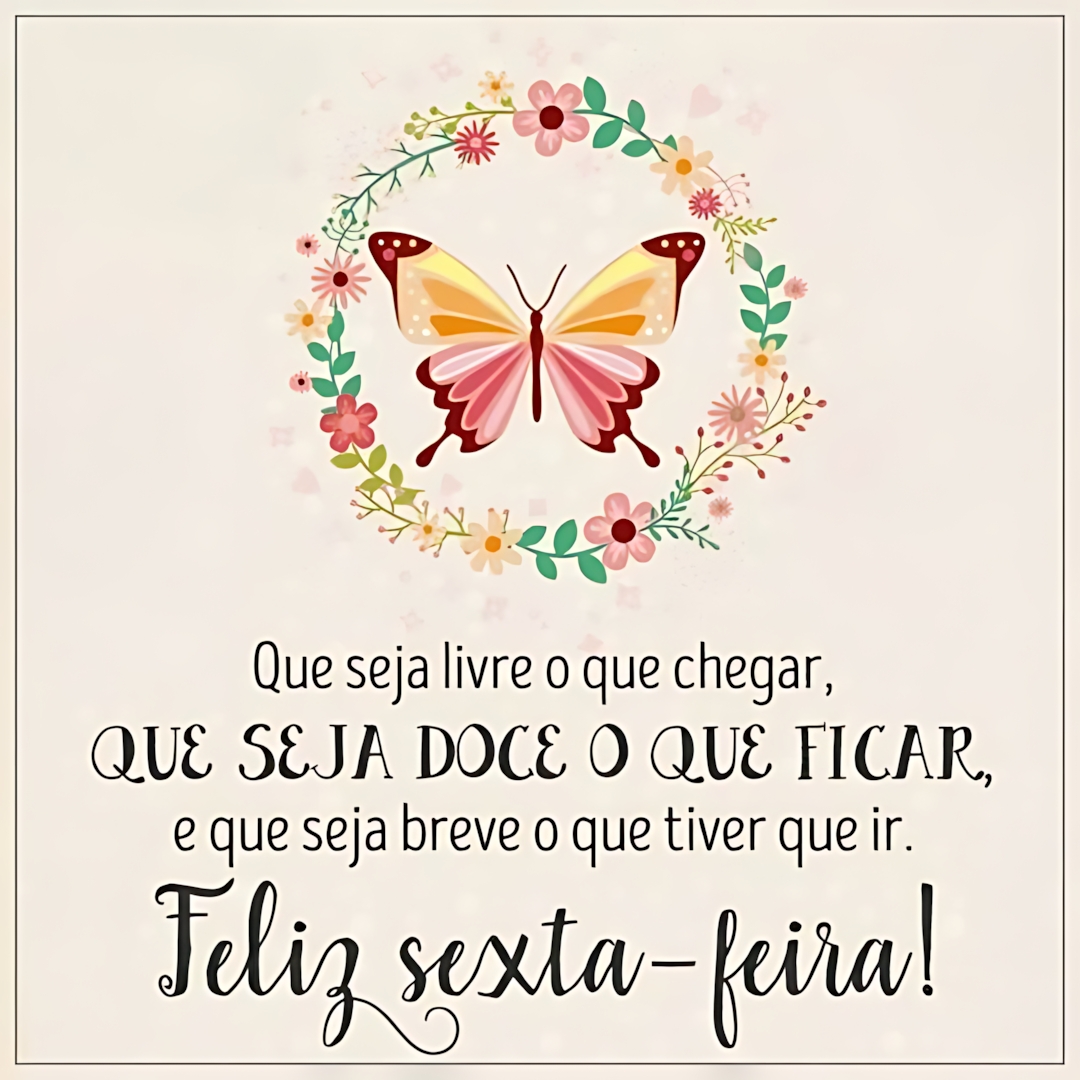 Que seja livre o que chegar,
QUE SEJA DOCE O QUE FICAR,
e que seja breve o que tiver que ir.
Feliz sexta-feira!